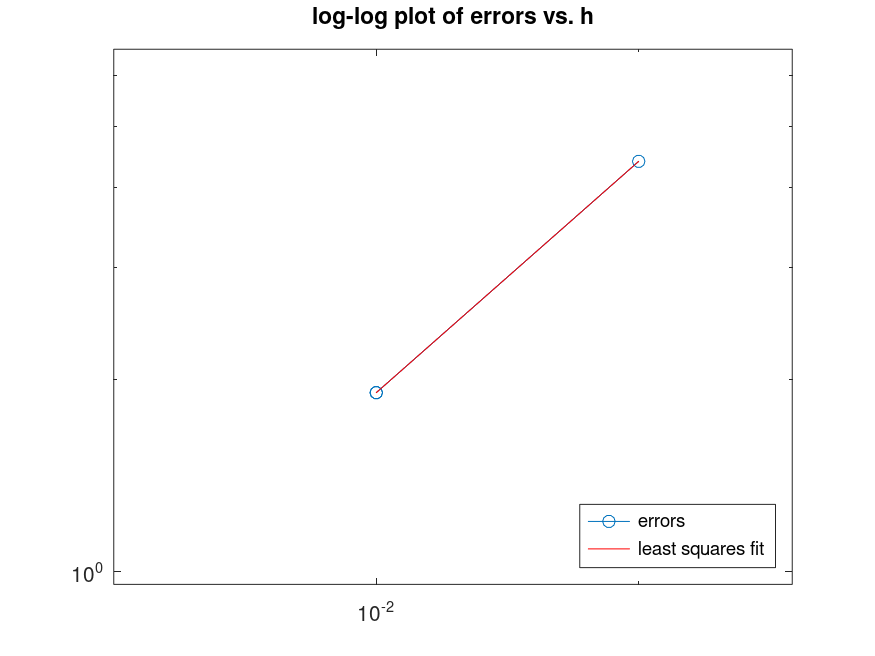 log-log plot of errors vs. h
errors
least squares fit
10^0
10^-2